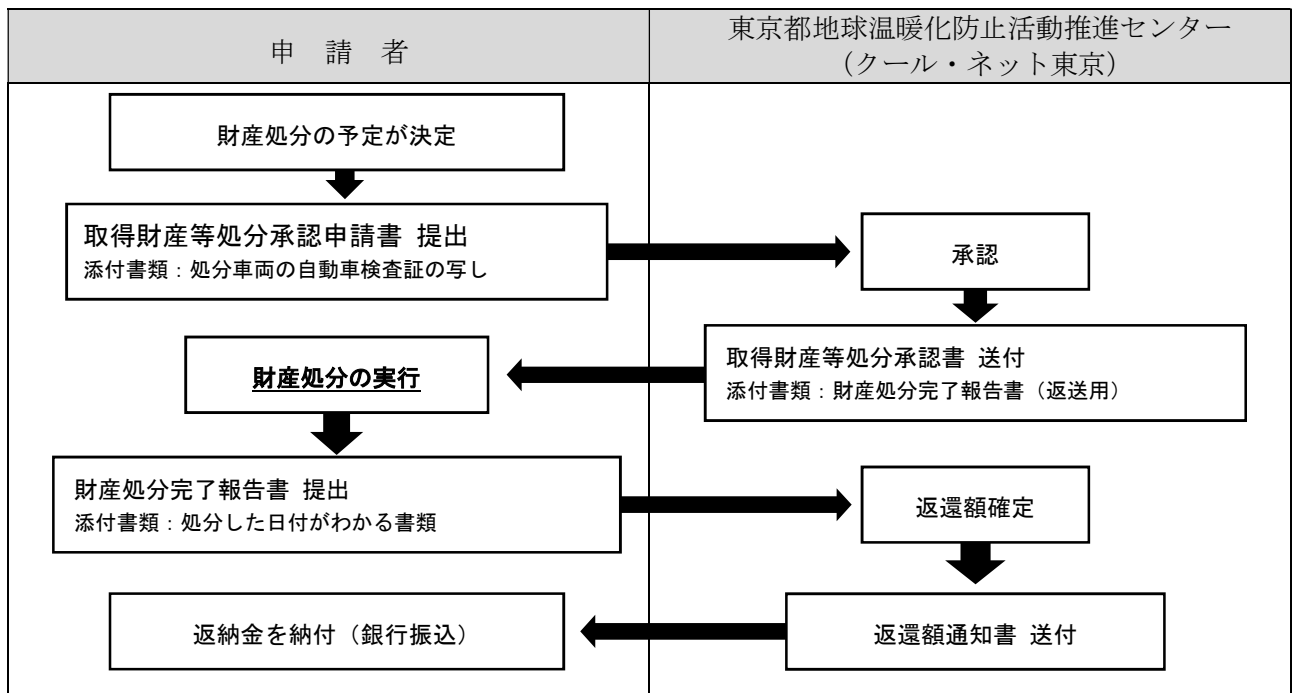 申 請 者
東京都地球温暖化防止活動推進センター
（クール・ネット東京）
財産処分の予定が決定
取得財産等処分承認申請書 提出
添付書類：処分車両の自動車検査証の写し
承認
取得財産等処分承認書 送付
添付書類：財産処分完了報告書（返送用）
財産処分の実行
財産処分完了報告書 提出
添付書類：処分した日付がわかる書類
返還額確定
返還額通知書 送付
返納金を納付（銀行振込）